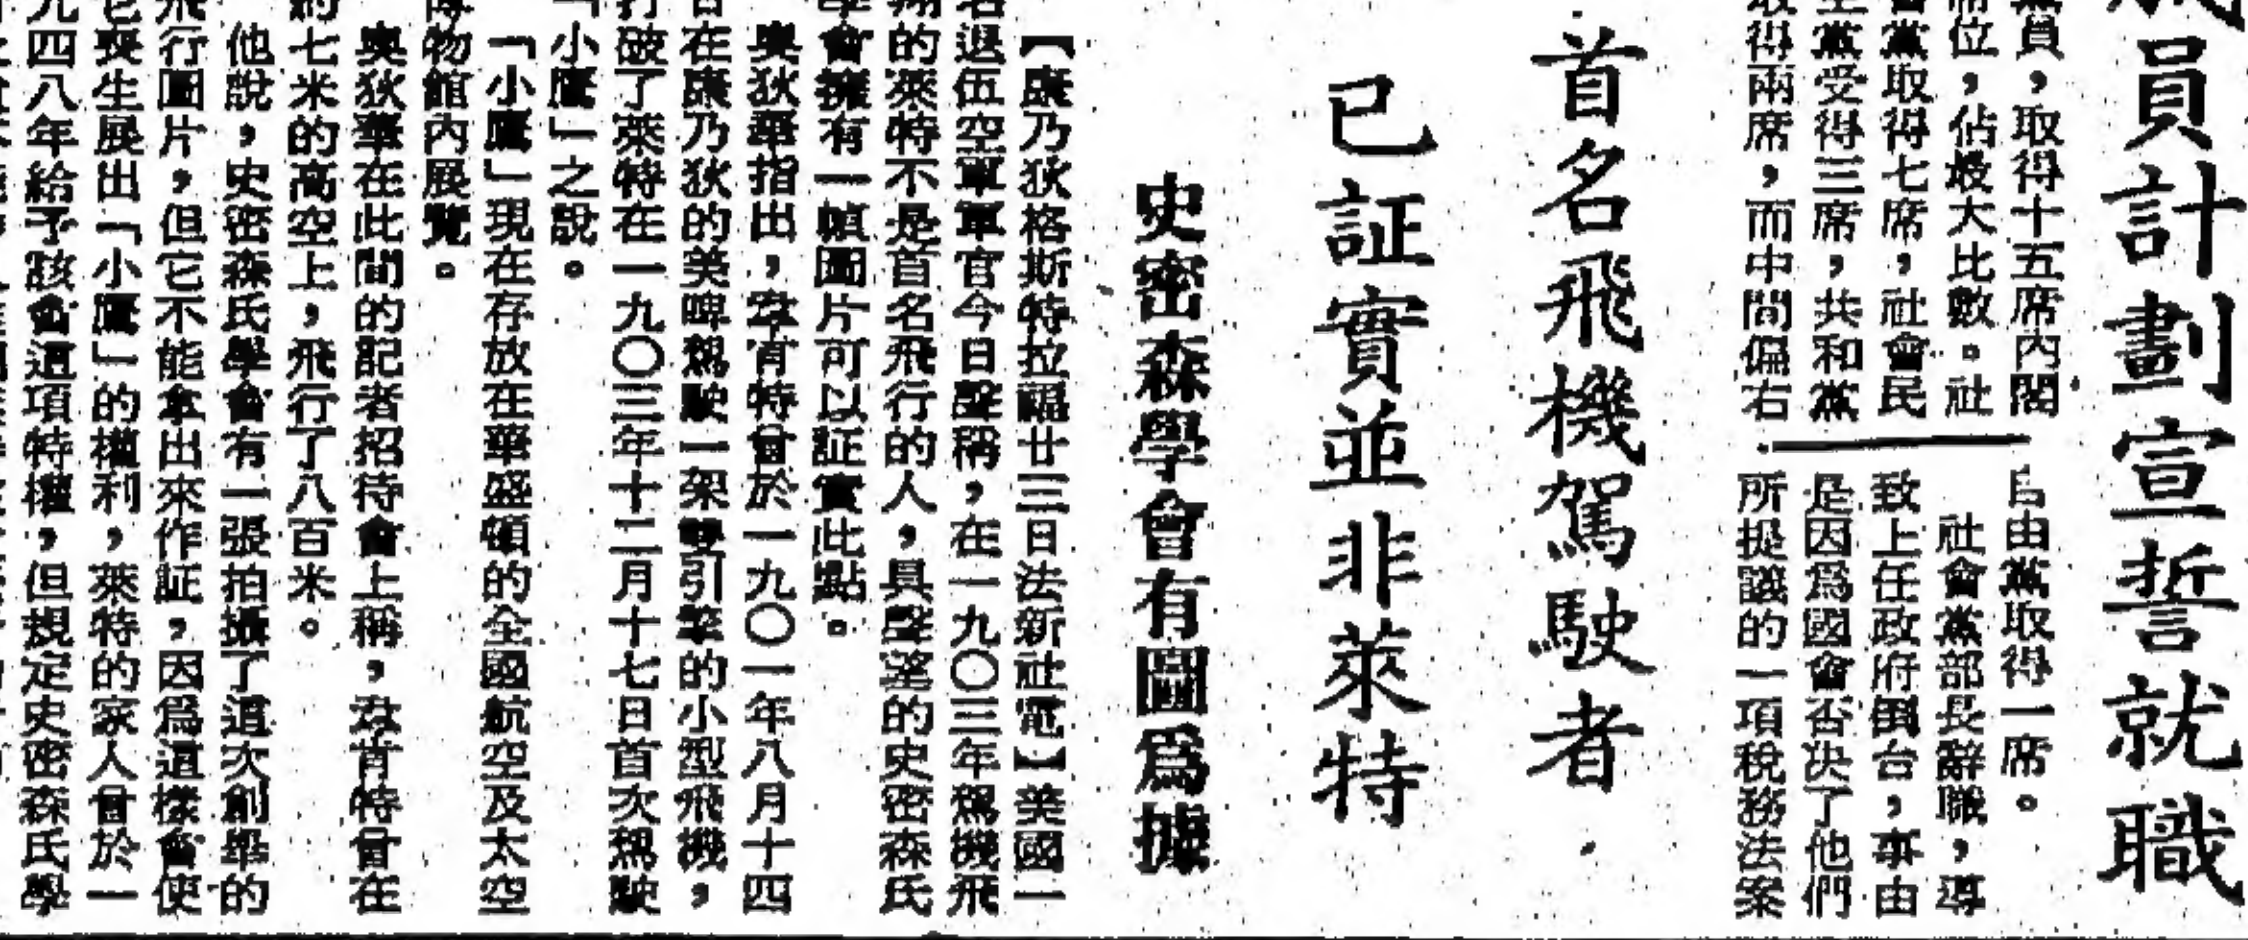 員計劃宣誓就職
黨員，取得十五席內閣
席位，佔最大比數。社
會黨取得七席，社會民
主黨受得三席，共和黨
取得兩席，而中間偏右
自由黨取得一席。
社會黨黨部長辭職，導
致上任政府倒台，事由
是因爲國會否決了他們
所提議的一項稅務法案
首名飛機駕駛者
已証實並非萊特
史密森學會有圖爲據
【康乃狄格斯特拉福廿三日法新社電】美國一
名退伍空軍軍官今日聲稱，在一九〇三年駕機飛
翔的萊特不是首名飛行的人，具聲望的史密森氏
學會擁有一幀圖片可以証實此點。
奧狄華指出，韋肯特曾於一九〇一年八月十四
日在康乃狄的美啤駕駛一架雙引擎的小型飛機，
打破了萊特在一九〇三年十二月十七日首次駕駛
「小鷹」之說。
「小鷹」現在存放在華盛頓的全國航空及太空
博物館內展覽。
奧狄華在此間的記者招待會上稱，韋肯特曾在
約七米的高空上，飛行了八百米。
他說，史密森氏學會有一張拍攝了這次創舉的
飛行圖片，但它不能拿出來作証，因爲這樣會使
它喪生展出「小鷹」的權利，萊特的家人曾於一
九四八年給予該會這項特權，但規定史密森氏學